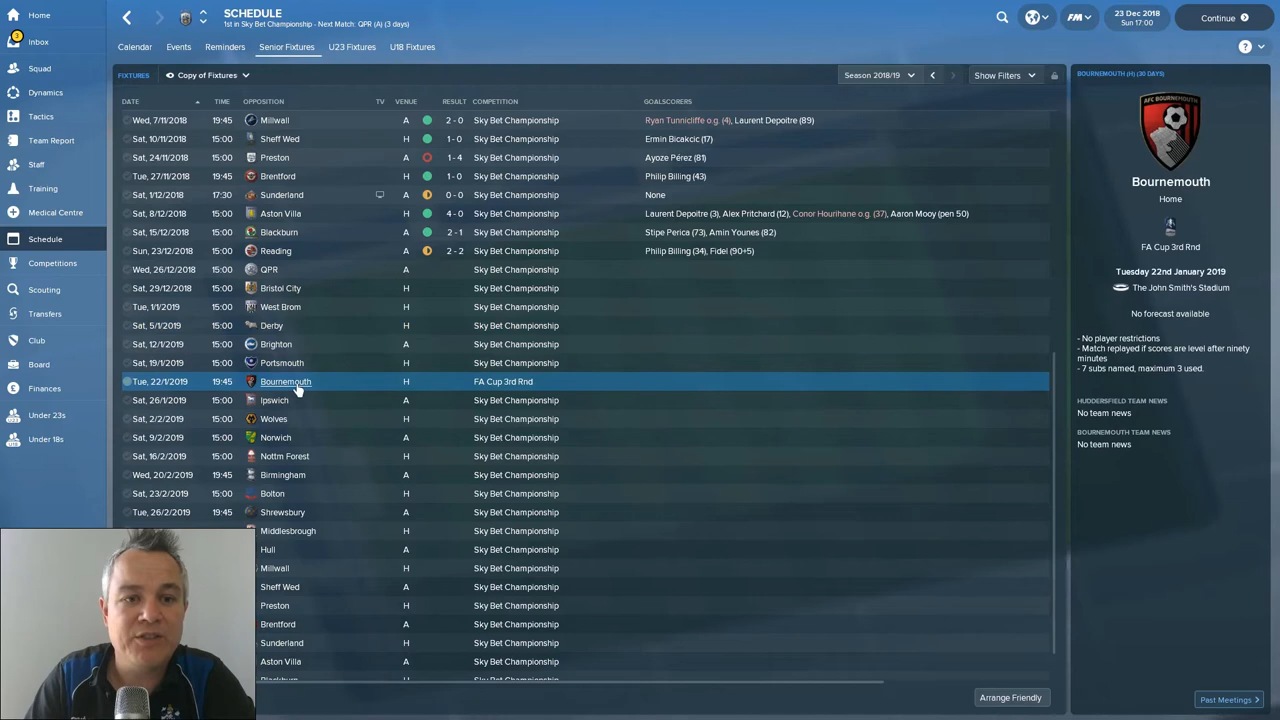 Home
SCHEDULE
1st in Sky Bet Championship - Next Match: QPR (A) (3 days)
FM
23 Dec 2018
Sun 17:00
Continue
3
Inbox
Squad
Dynamics
Tactics
Team Report
Staff
Training
Medical Centre
Schedule
Competitions
Scouting
Transfers
Club
Board
Finances
Under 23s
Under 18s
Calendar Events Reminders Senior Fixtures U23 Fixtures U18 Fixtures
?
FIXTURES Copy of Fixtures Season 2018/19 Show Filters
DATE TIME OPPOSITION TV VENUE RESULT COMPETITION GOALSCORERS
Wed, 7/11/2018 19:45 Millwall A 2 - 0 Sky Bet Championship Ryan Tunnicliffe o.g. (4), Laurent Depoitre (89)
Sat, 10/11/2018 15:00 Sheff Wed H 1 - 0 Sky Bet Championship Ermin Bicakcic (17)
Sat, 24/11/2018 15:00 Preston A 1 - 4 Sky Bet Championship Ayoze Pérez (81)
Tue, 27/11/2018 19:45 Brentford H 1 - 0 Sky Bet Championship Philip Billing (43)
Sat, 1/12/2018 17:30 Sunderland A 0 - 0 Sky Bet Championship None
Sat, 8/12/2018 15:00 Aston Villa H 4 - 0 Sky Bet Championship Laurent Depoitre (3), Alex Pritchard (12), Conor Hourihane o.g. (37), Aaron Mooy (pen 50)
Sat, 15/12/2018 15:00 Blackburn A 2 - 1 Sky Bet Championship Stipe Perica (73), Amin Younes (82)
Sun, 23/12/2018 15:00 Reading A 2 - 2 Sky Bet Championship Philip Billing (34), Fidel (90+5)
Wed, 26/12/2018 15:00 QPR A Sky Bet Championship
Sat, 29/12/2018 15:00 Bristol City H Sky Bet Championship
Tue, 1/1/2019 15:00 West Brom H Sky Bet Championship
Sat, 5/1/2019 15:00 Derby A Sky Bet Championship
Sat, 12/1/2019 15:00 Brighton A Sky Bet Championship
Sat, 19/1/2019 15:00 Portsmouth H Sky Bet Championship
Tue, 22/1/2019 19:45 Bournemouth H FA Cup 3rd Rnd
Sat, 26/1/2019 15:00 Ipswich A Sky Bet Championship
Sat, 2/2/2019 15:00 Wolves H Sky Bet Championship
Sat, 9/2/2019 15:00 Norwich A Sky Bet Championship
Sat, 16/2/2019 15:00 Nottm Forest H Sky Bet Championship
Wed, 20/2/2019 19:45 Birmingham A Sky Bet Championship
Sat, 23/2/2019 15:00 Bolton H Sky Bet Championship
Tue, 26/2/2019 19:45 Shrewsbury A Sky Bet Championship
Middlesbrough H Sky Bet Championship
Hull A Sky Bet Championship
Millwall H Sky Bet Championship
Sheff Wed A Sky Bet Championship
Preston H Sky Bet Championship
Brentford A Sky Bet Championship
Sunderland H Sky Bet Championship
Aston Villa A Sky Bet Championship
Arrange Friendly
BOURNEMOUTH (H) (30 DAYS)
AFC BOURNEMOUTH
Bournemouth
Home
FA Cup 3rd Rnd
Tuesday 22nd January 2019
The John Smith's Stadium
No forecast available
- No player restrictions
- Match replayed if scores are level after ninety
minutes
- 7 subs named, maximum 3 used.
HUDDERSFIELD TEAM NEWS
No team news
BOURNEMOUTH TEAM NEWS
No team news
Past Meetings